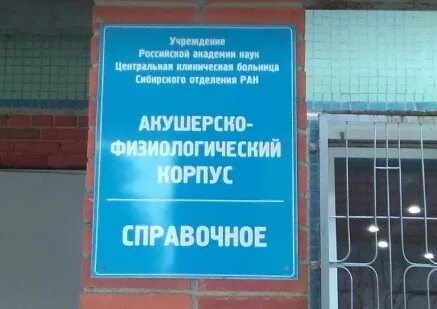 Учреждение
Российской академии наук
Центральная клиническая больница
Сибирского отделения РАН
АКУШЕРСКО-
ФИЗИОЛОГИЧЕСКИЙ
КОРПУС
СПРАВОЧНОЕ